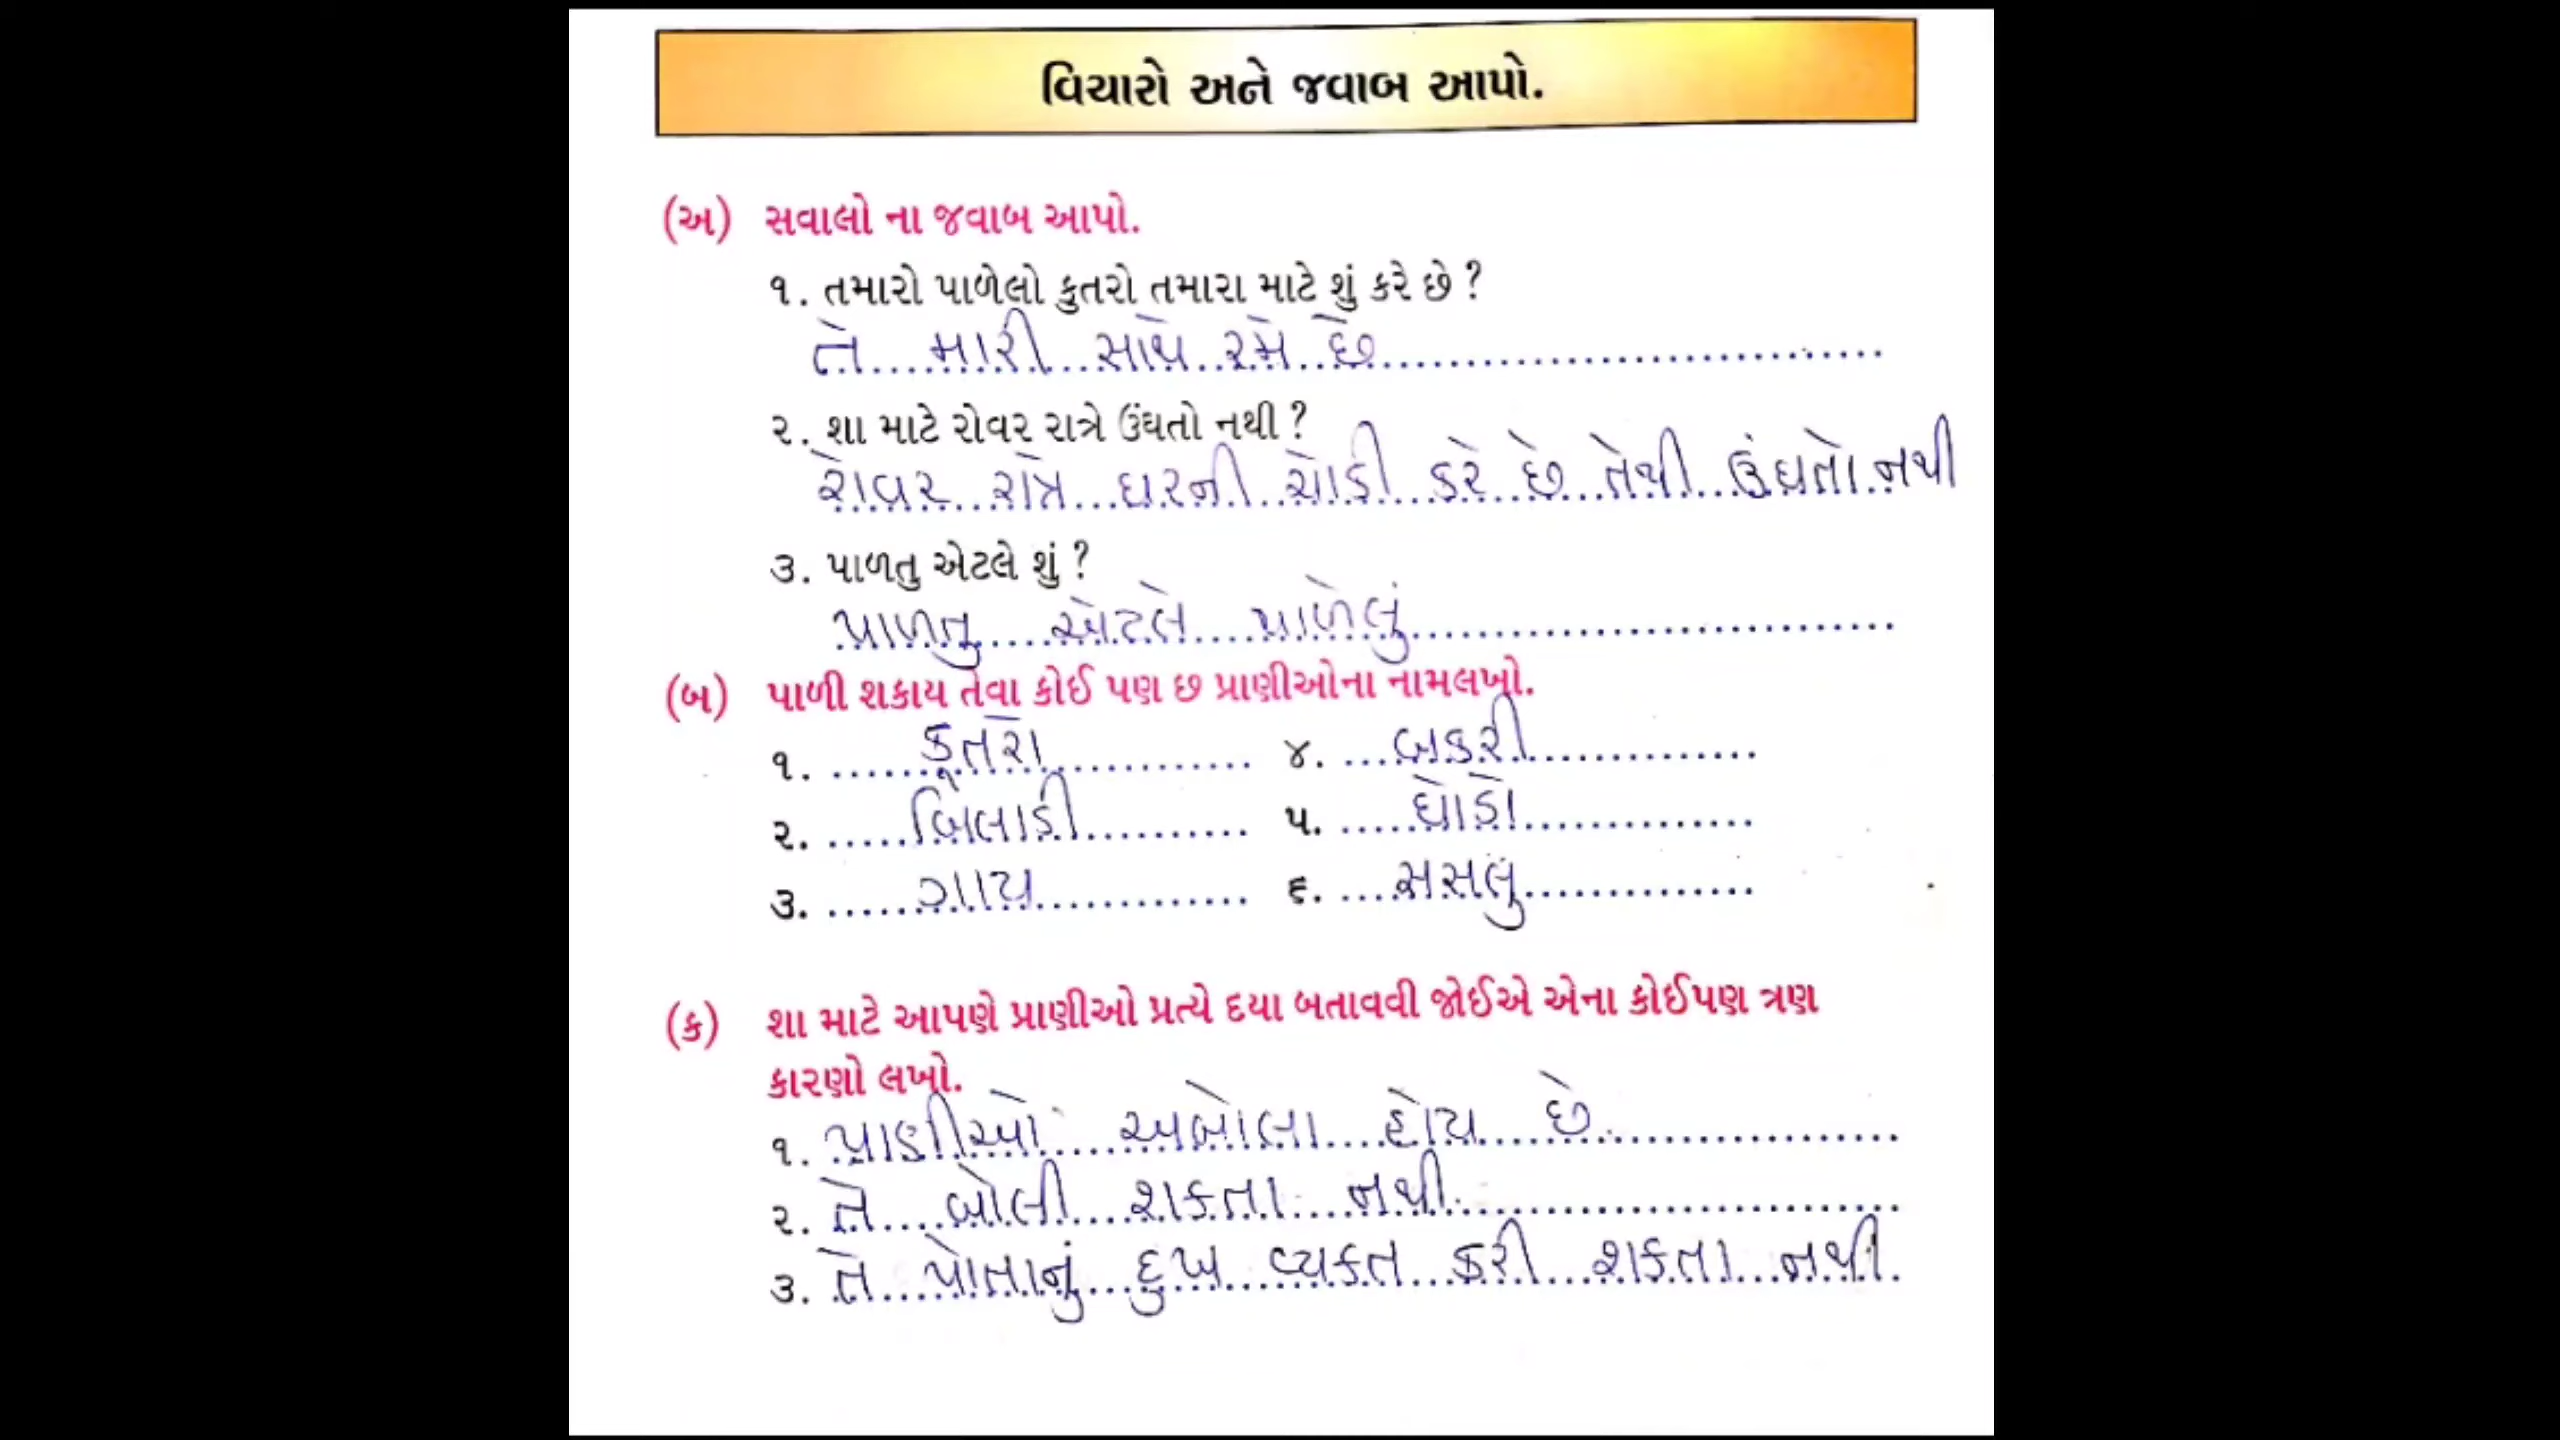 વિચારો અને જવાબ આપો.
(અ) સવાલો ના જવાબ આપો.
૧. તમારો પાળેલો કુતરો તમારા માટે શું કરે છે ?
તે મારી સાથે રમે છે
૨. શા માટે રોવર રાત્રે ઉંઘતો નથી ?
રોવર રાત્રે ઘરની ચોકી કરે છે તેથી ઉંઘતો નથી
૩. પાળતુ એટલે શું ?
પાળતુ એટલે પાળેલું
(બ) પાળી શકાય તેવા કોઈ પણ છ પ્રાણીઓના નામલખો.
૧. કૂતરો ૪. બકરી
૨. બિલાડી ૫. ઘોડો
૩. ગાય ૬. સસલુ
(ક) શા માટે આપણે પ્રાણીઓ પ્રત્યે દયા બતાવવી જોઈએ એના કોઈપણ ત્રણ
કારણો લખો.
૧. પ્રાણીઓ અબોલા હોય છે.
૨. તે બોલી શકતા નથી.
૩. તે પોતાનું દુખ વ્યક્ત કરી શકતા નથી.